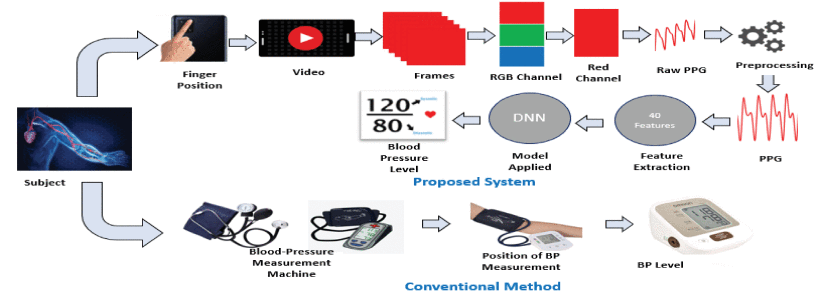 Finger
Position
Video
Frames
RGB Channel
Red
Channel
Raw PPG
Preprocessing
120
80
Blood
Pressure
Level
DNN
Model
Applied
40
Features
Feature
Extraction
PPG
Proposed System
Subject
Blood-Pressure
Measurement
Machine
Position of BP
Measurement
BP Level
Conventional Method